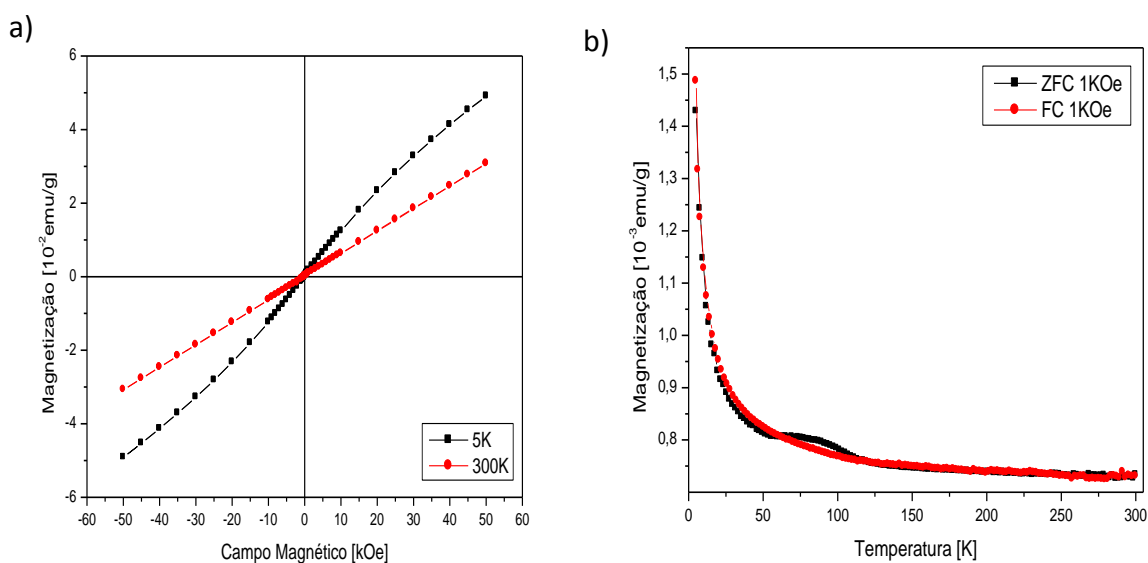 a)
Magnetização [10⁻²emu/g]
6
4
2
0
-2
-4
-6
-60 -50 -40 -30 -20 -10 0 10 20 30 40 50 60
Campo Magnético [kOe]
5K
300K
b)
Magnetização [10⁻³emu/g]
1,5
1,4
1,3
1,2
1,1
1,0
0,9
0,8
0 50 100 150 200 250 300
Temperatura [K]
ZFC 1KOe
FC 1KOe